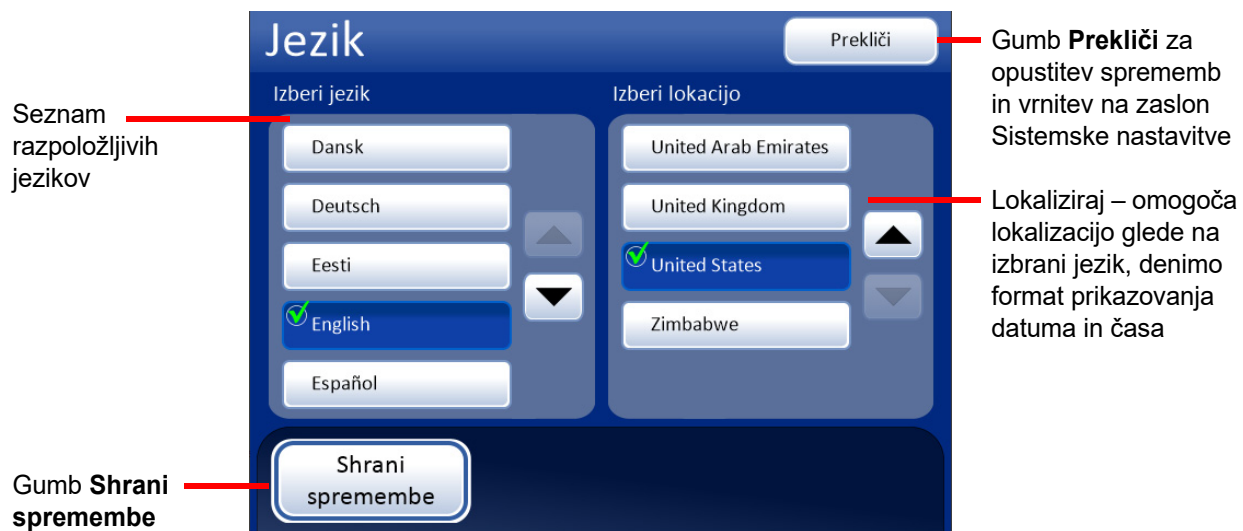 Jezik
Prekliči
Izberi jezik
Izberi lokacijo
Dansk
Deutsch
Eesti
English
Español
United Arab Emirates
United Kingdom
United States
Zimbabwe
Shrani
spremembe
Seznam
razpoložljivih
jezikov
Gumb Shrani
spremembe
Gumb Prekliči za
opustitev sprememb
in vrnitev na zaslon
Sistemske nastavitve
Lokaliziraj – omogoča
lokalizacijo glede na
izbrani jezik, denimo
format prikazovanja
datuma in časa